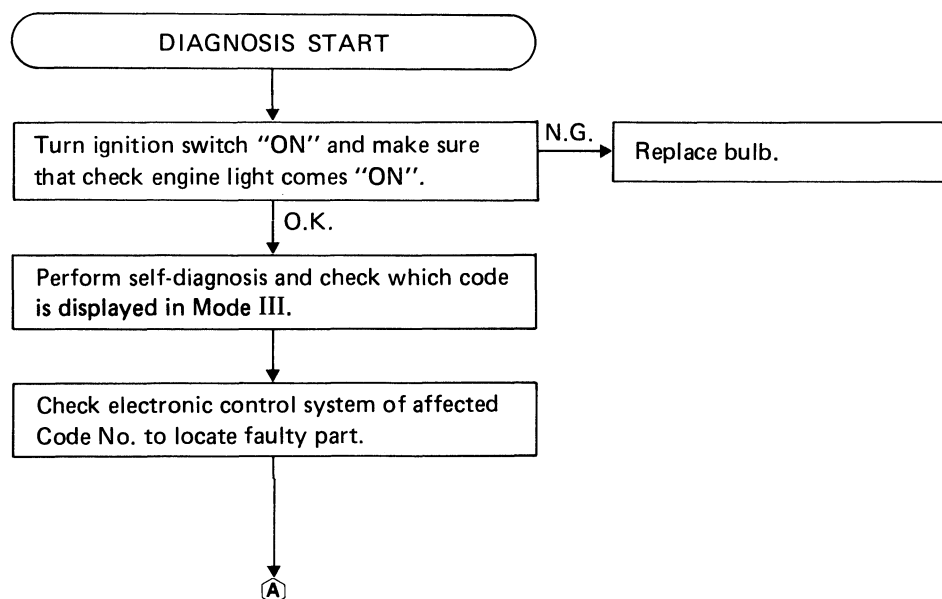 DIAGNOSIS START
Turn ignition switch "ON" and make sure
that check engine light comes "ON".
N.G.
Replace bulb.
O.K.
Perform self-diagnosis and check which code
is displayed in Mode III.
Check electronic control system of affected
Code No. to locate faulty part.
A